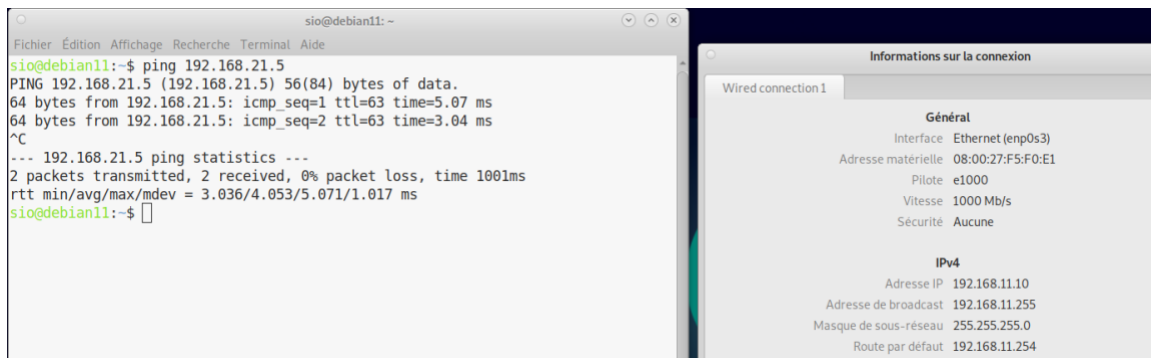 sio@debian11: ~
Fichier Édition Affichage Recherche Terminal Aide
sio@debian11:~$ ping 192.168.21.5
PING 192.168.21.5 (192.168.21.5) 56(84) bytes of data.
64 bytes from 192.168.21.5: icmp_seq=1 ttl=63 time=5.07 ms
64 bytes from 192.168.21.5: icmp_seq=2 ttl=63 time=3.04 ms
^C
--- 192.168.21.5 ping statistics ---
2 packets transmitted, 2 received, 0% packet loss, time 1001ms
rtt min/avg/max/mdev = 3.036/4.053/5.071/1.017 ms
sio@debian11:~$
Informations sur la connexion
Wired connection 1
Général
Interface Ethernet (enp0s3)
Adresse matérielle 08:00:27:F5:F0:E1
Pilote e1000
Vitesse 1000 Mb/s
Sécurité Aucune
IPv4
Adresse IP 192.168.11.10
Adresse de broadcast 192.168.11.255
Masque de sous-réseau 255.255.255.0
Route par défaut 192.168.11.254